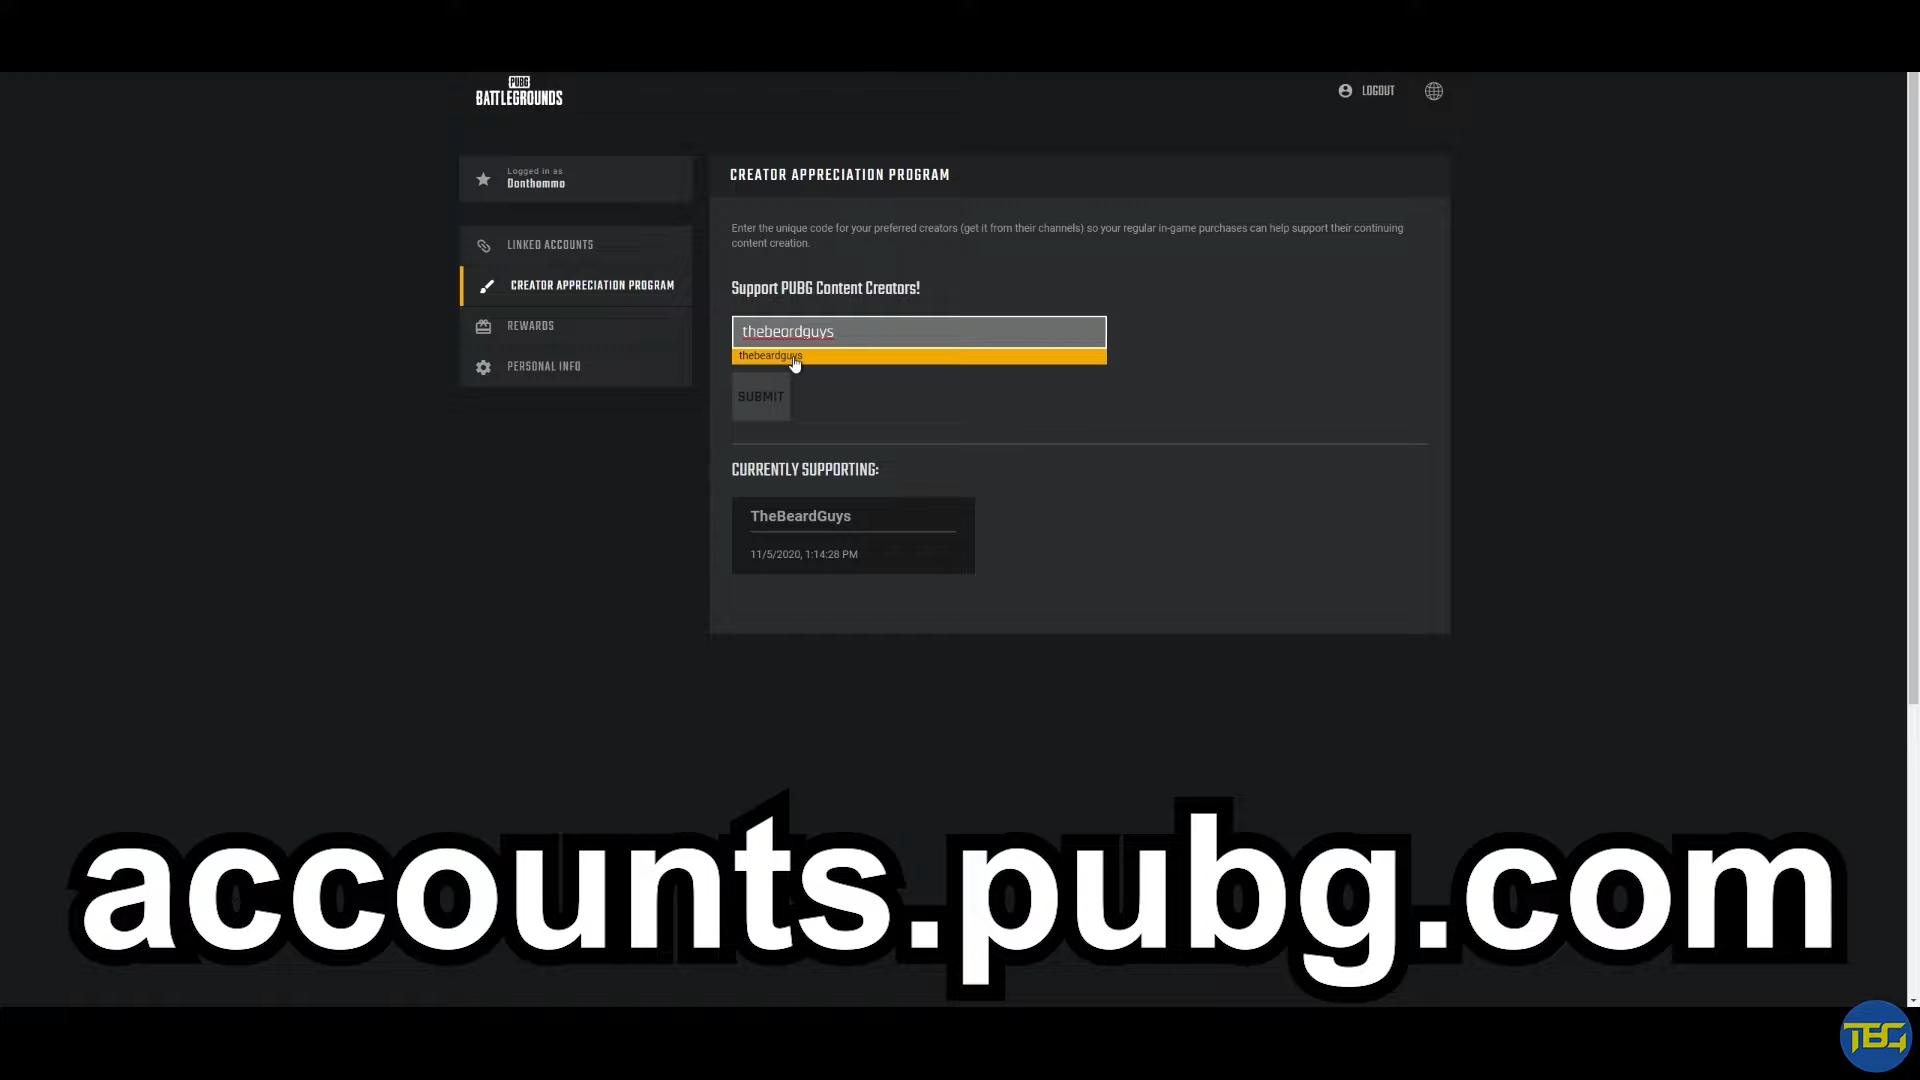 PUBG
BATTLEGROUNDS
LOGOUT
Logged in as
Donthommo
LINKED ACCOUNTS
CREATOR APPRECIATION PROGRAM
REWARDS
PERSONAL INFO
CREATOR APPRECIATION PROGRAM
Enter the unique code for your preferred creators (get it from their channels) so your regular in-game purchases can help support their continuing
content creation.
Support PUBG Content Creators!
thebeardguys
thebeardguys
SUBMIT
CURRENTLY SUPPORTING:
TheBeardGuys
11/5/2020, 1:14:28 PM
accounts.pubg.com
TBG